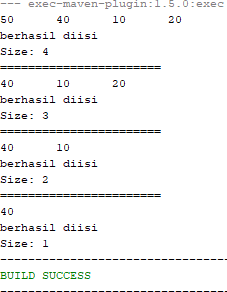 --- exec-maven-plugin:1.5.0:exec
50 40 10 20
berhasil diisi
Size: 4
=======================
40 10 20
berhasil diisi
Size: 3
=======================
40 10
berhasil diisi
Size: 2
=======================
40
berhasil diisi
Size: 1
--------------------------------
BUILD SUCCESS
--------------------------------